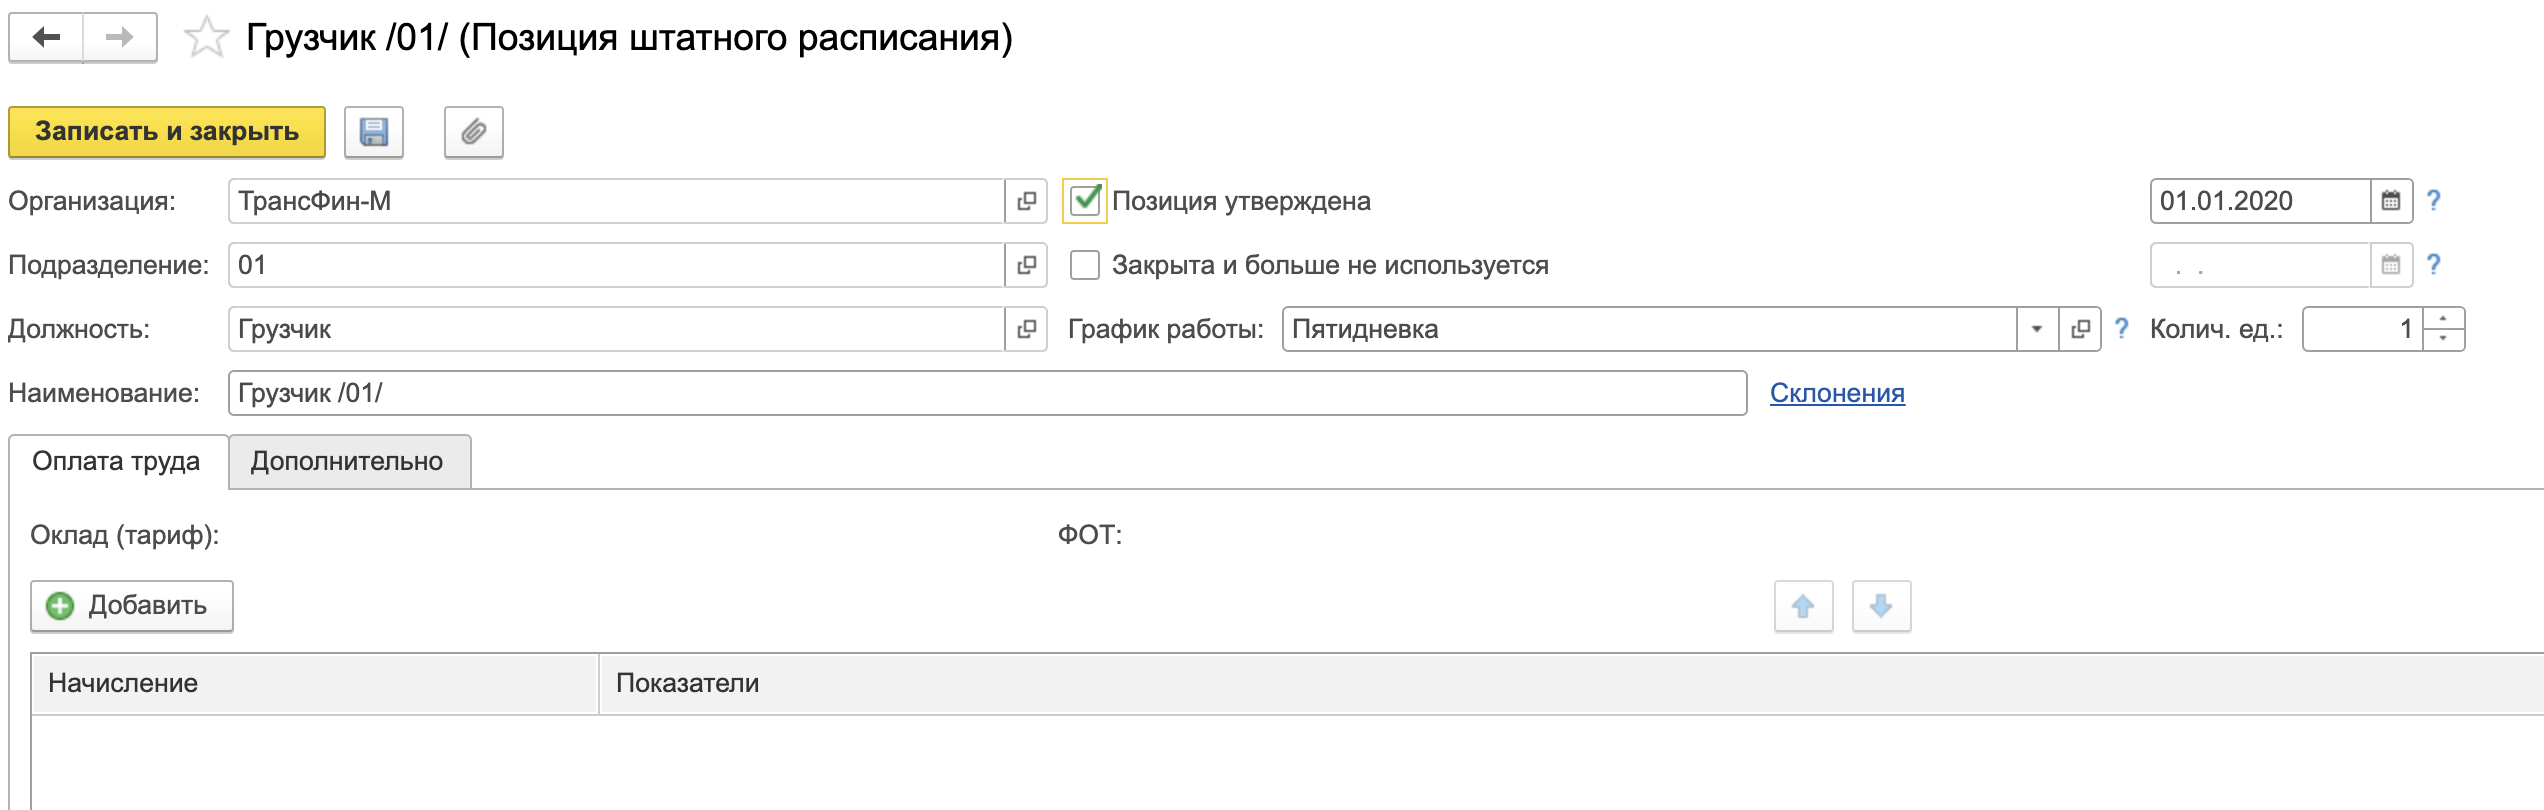 Грузчик /01/ (Позиция штатного расписания)
Записать и закрыть
Организация: ТрансФин-М Позиция утверждена 01.01.2020 ?
Подразделение: 01 Закрыта и больше не используется . . ?
Должность: Грузчик График работы: Пятидневка ? Колич. ед.: 1
Наименование: Грузчик /01/ Склонения
Оплата труда Дополнительно
Оклад (тариф): ФОТ:
Добавить
Начисление Показатели